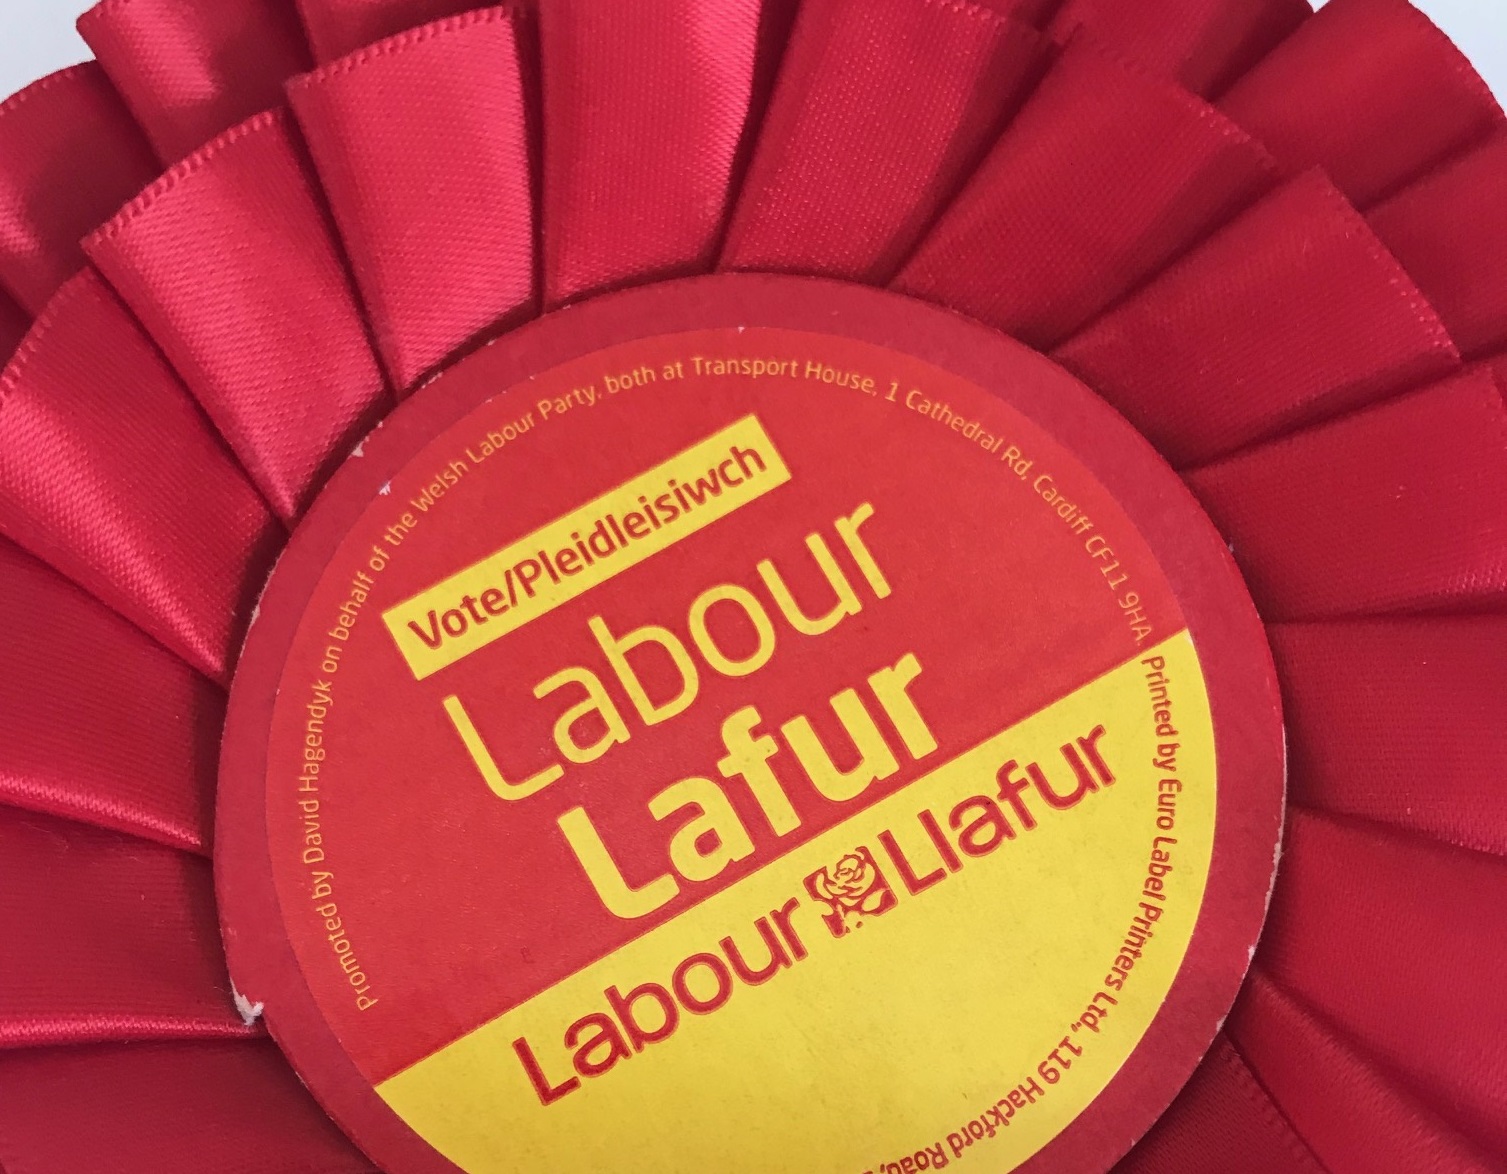 Promoted by David Hagendyk on behalf of the Welsh Labour Party, both at Transport House, 1 Cathedral Rd, Cardiff CF11 9HA. Printed by Euro Label Printers Ltd., 119 Hackford Road,
Vote/Pleidleisiwch
Labour
Lafur
Labour Llafur